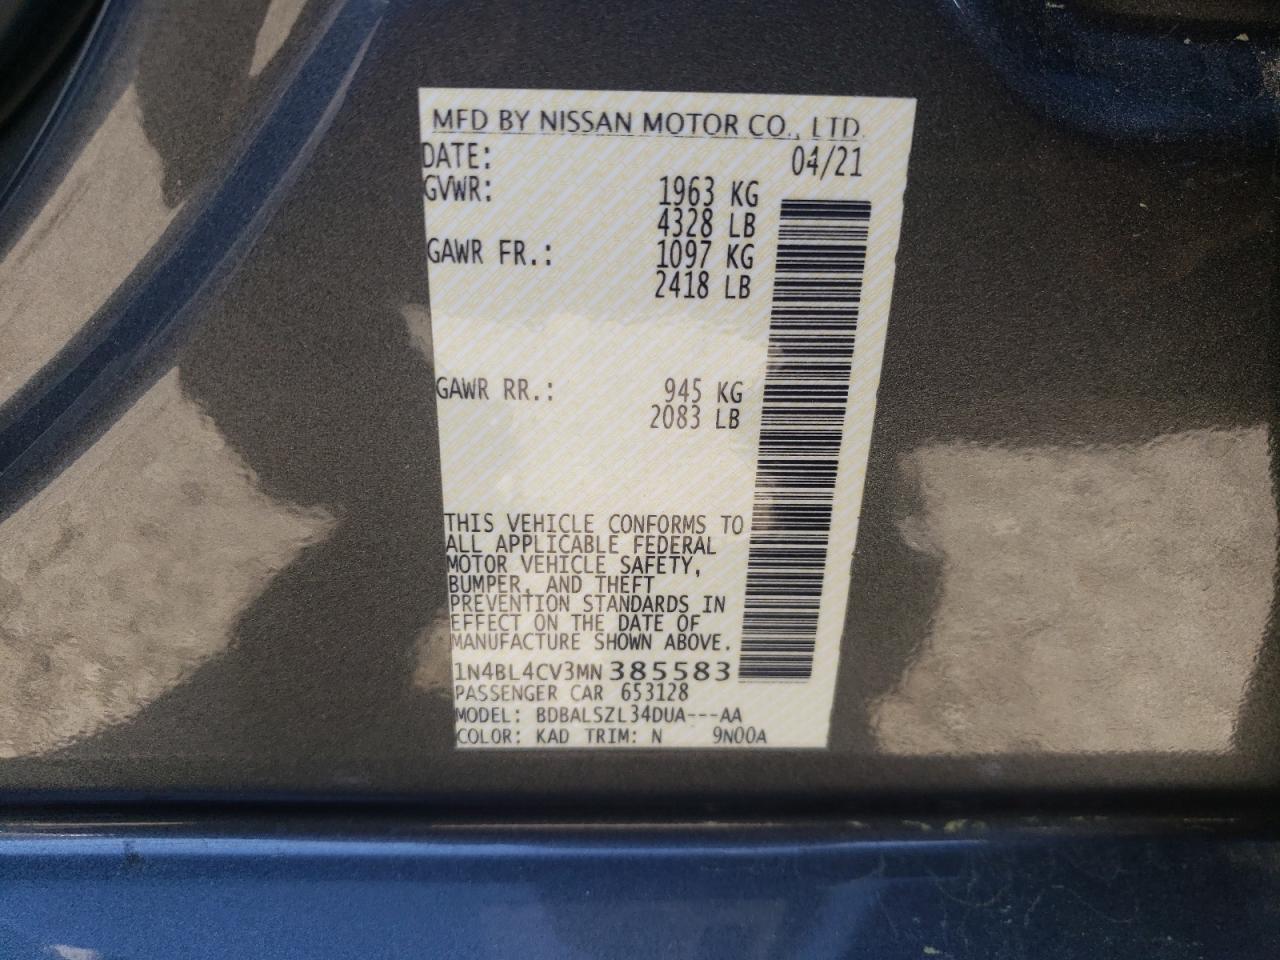 MFD BY NISSAN MOTOR CO., LTD.
DATE: 04/21
GVWR: 1963 KG
4328 LB
GAWR FR.: 1097 KG
2418 LB
GAWR RR.: 945 KG
2083 LB
THIS VEHICLE CONFORMS TO
ALL APPLICABLE FEDERAL
MOTOR VEHICLE SAFETY,
BUMPER, AND THEFT
PREVENTION STANDARDS IN
EFFECT ON THE DATE OF
MANUFACTURE SHOWN ABOVE.
1N4BL4CV3MN385583
PASSENGER CAR 653128
MODEL: BDBALSZL34DUA---AA
COLOR: KAD TRIM: N 9N00A